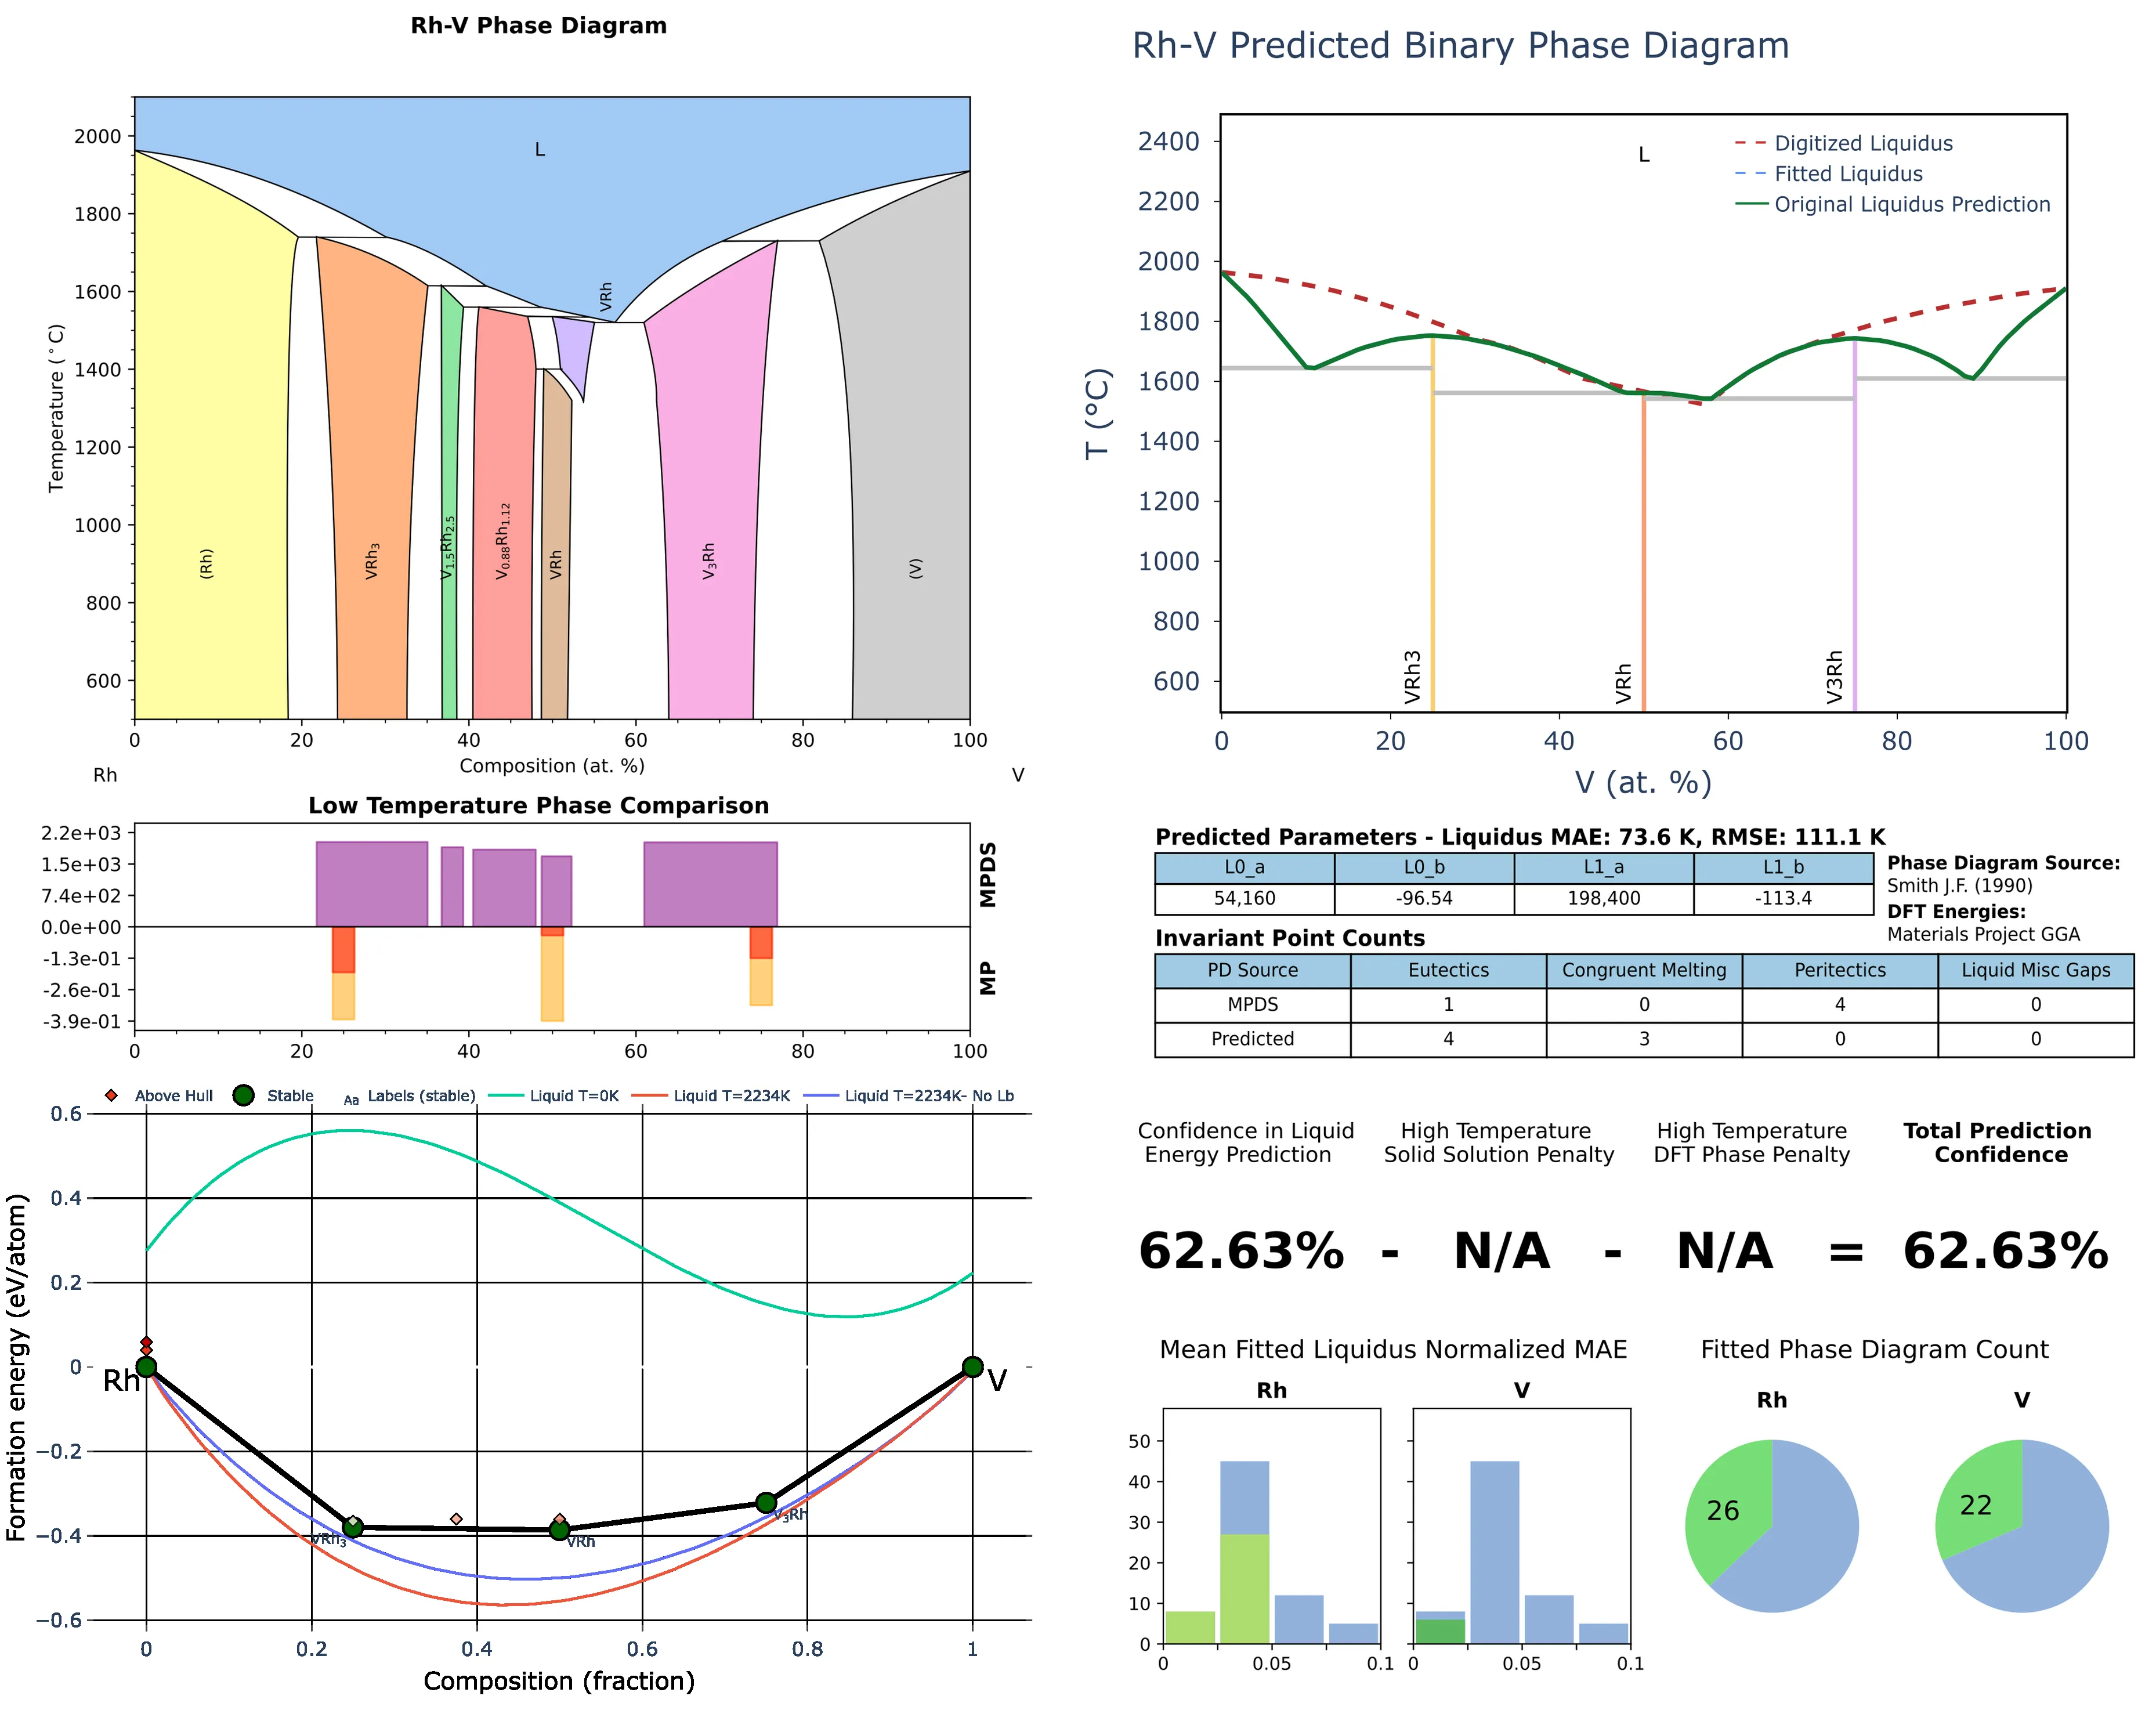 Rh-V Phase Diagram
2000
1800
1600
1400
1200
1000
800
600
Temperature (°C)
L
VRh
(Rh)
VRh3
V1.5Rh2.5
V0.88Rh1.12
VRh
V3Rh
(V)
0 20 40 60 80 100
Composition (at. %)
Rh
V
Low Temperature Phase Comparison
2.2e+03
1.5e+03
7.4e+02
0.0e+00
-1.3e-01
-2.6e-01
-3.9e-01
MPDS
MP
0 20 40 60 80 100
Above Hull Stable Aa Labels (stable) Liquid T=0K Liquid T=2234K Liquid T=2234K- No Lb
0.6
0.4
0.2
0
−0.2
−0.4
−0.6
Formation energy (eV/atom)
Rh
V
VRh3
VRh
V3Rh
0 0.2 0.4 0.6 0.8 1
Composition (fraction)
Rh-V Predicted Binary Phase Diagram
2400
2200
2000
1800
1600
1400
1200
1000
800
600
T (°C)
L
Digitized Liquidus
Fitted Liquidus
Original Liquidus Prediction
VRh3
VRh
V3Rh
0 20 40 60 80 100
V (at. %)
Predicted Parameters - Liquidus MAE: 73.6 K, RMSE: 111.1 K
L0_a L0_b L1_a L1_b
54,160 -96.54 198,400 -113.4
Phase Diagram Source:
Smith J.F. (1990)
DFT Energies:
Materials Project GGA
Invariant Point Counts
PD Source Eutectics Congruent Melting Peritectics Liquid Misc Gaps
MPDS 1 0 4 0
Predicted 4 3 0 0
Confidence in Liquid
Energy Prediction
High Temperature
Solid Solution Penalty
High Temperature
DFT Phase Penalty
Total Prediction
Confidence
62.63% - N/A - N/A = 62.63%
Mean Fitted Liquidus Normalized MAE
Rh
V
50
40
30
20
10
0
0 0.05 0.1
0 0.05 0.1
Fitted Phase Diagram Count
Rh
V
26
22